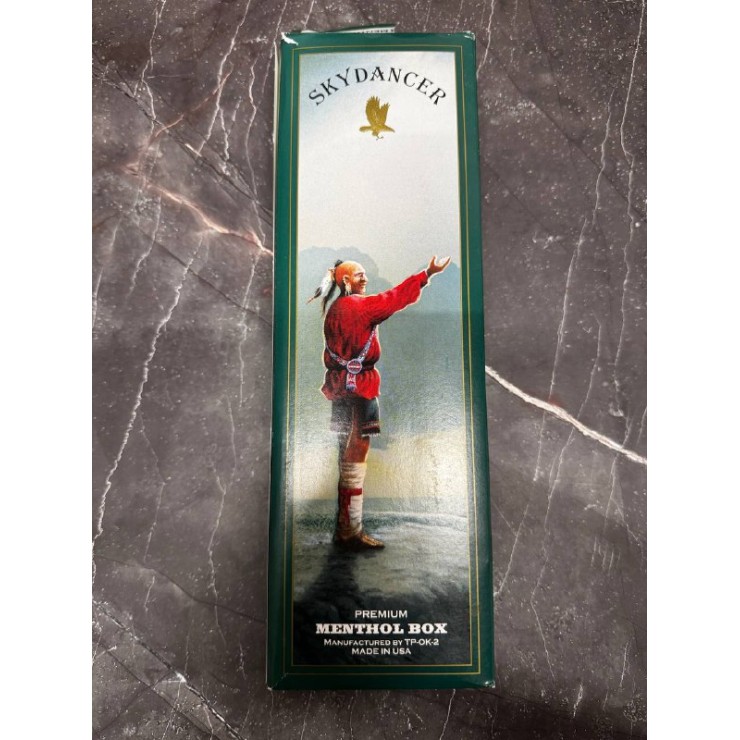 SKYDANCER
PREMIUM
MENTHOL BOX
MANUFACTURED BY TP-OK-2
MADE IN USA